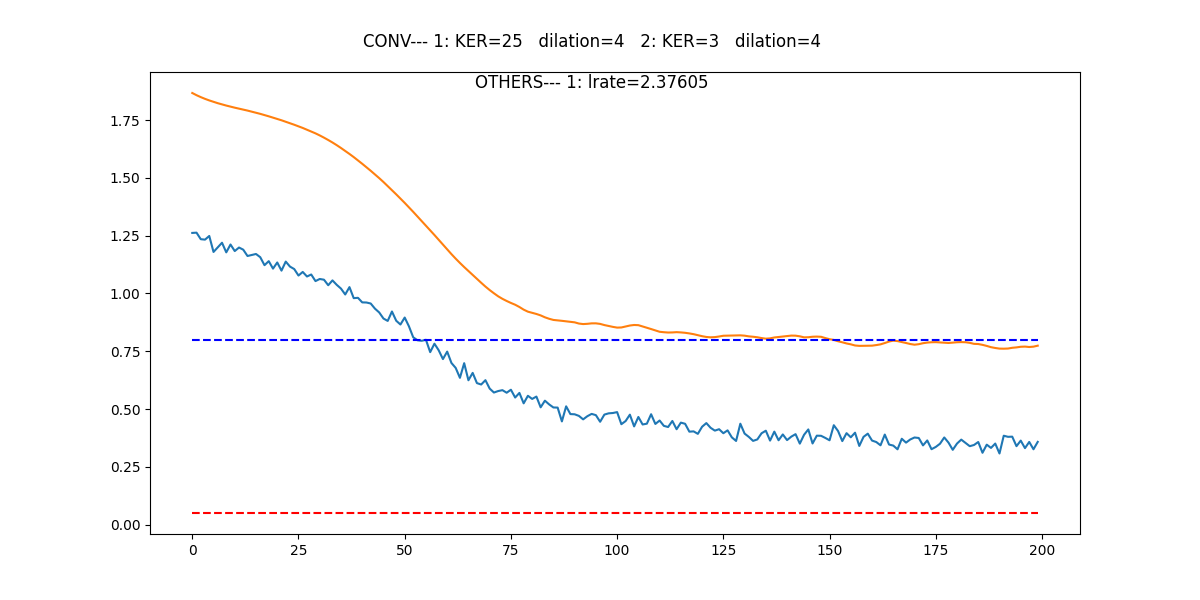 CONV--- 1: KER=25   dilation=4   2: KER=3   dilation=4
OTHERS--- 1: lrate=2.37605
1.75
1.50
1.25
1.00
0.75
0.50
0.25
0.00
0 25 50 75 100 125 150 175 200